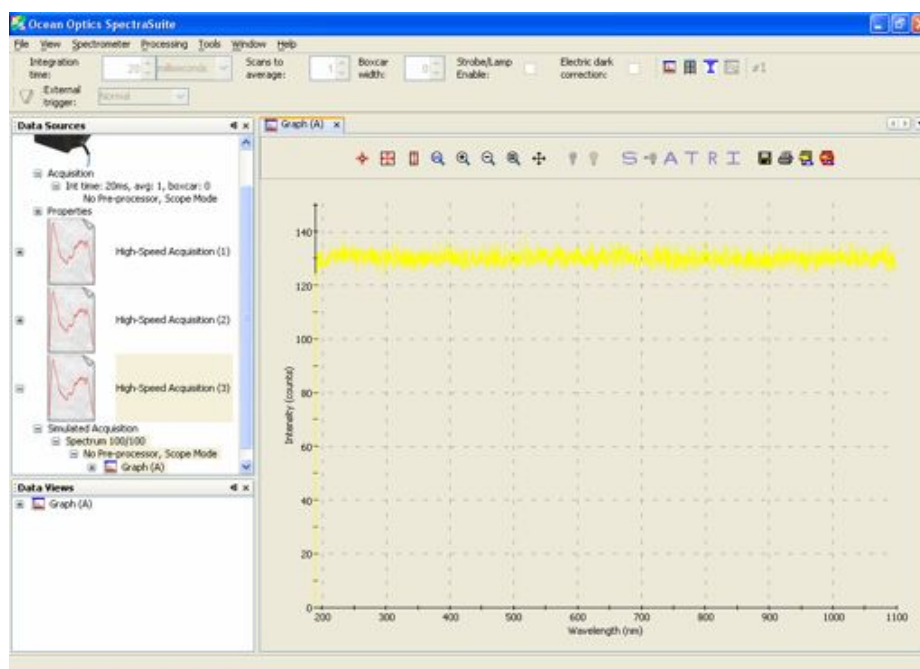 Ocean Optics SpectraSuite
File View Spectrometer Processing Tools Window Help
Integration time: 20 milliseconds Scans to average: 1 Boxcar width: 0 Strobe/Lamp Enable: Electric dark correction:
External trigger: Normal
Data Sources
Graph (A)
S A T R I
Acquisition
Int time: 20ms, avg: 1, boxcar: 0
No Pre-processor, Scope Mode
Properties
High-Speed Acquisition (1)
High-Speed Acquisition (2)
High-Speed Acquisition (3)
Simulated Acquisition
Spectrum 100/100
No Pre-processor, Scope Mode
Graph (A)
Data Views
Graph (A)
140
120
100
80
60
40
20
0
Intensity (counts)
200 300 400 500 600 700 800 900 1000 1100
Wavelength (nm)